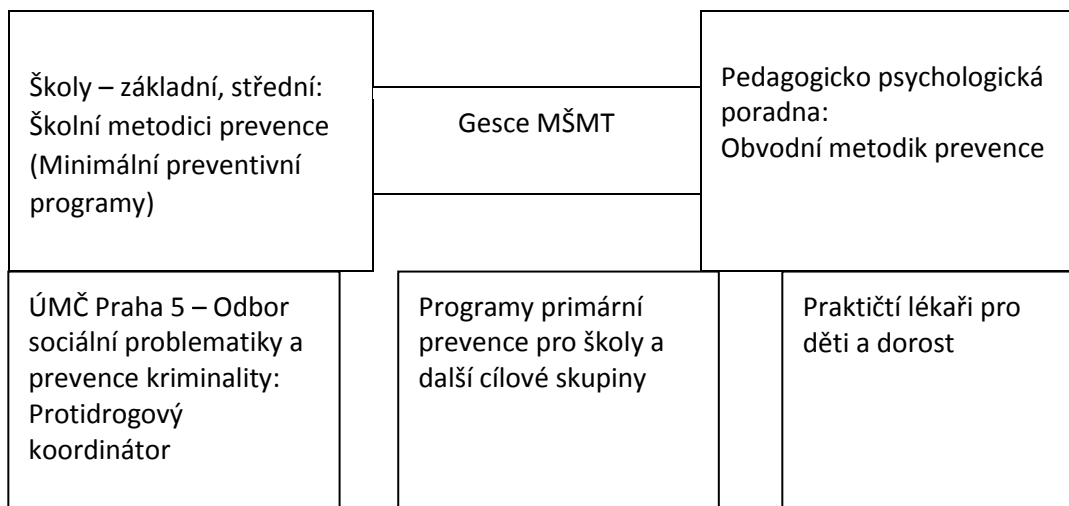 Školy – základní, střední:
Školní metodici prevence
(Minimální preventivní
programy)
Gesce MŠMT
Pedagogicko psychologická
poradna:
Obvodní metodik prevence
ÚMČ Praha 5 – Odbor
sociální problematiky a
prevence kriminality:
Protidrogový
koordinátor
Programy primární
prevence pro školy a
další cílové skupiny
Praktičtí lékaři pro
děti a dorost